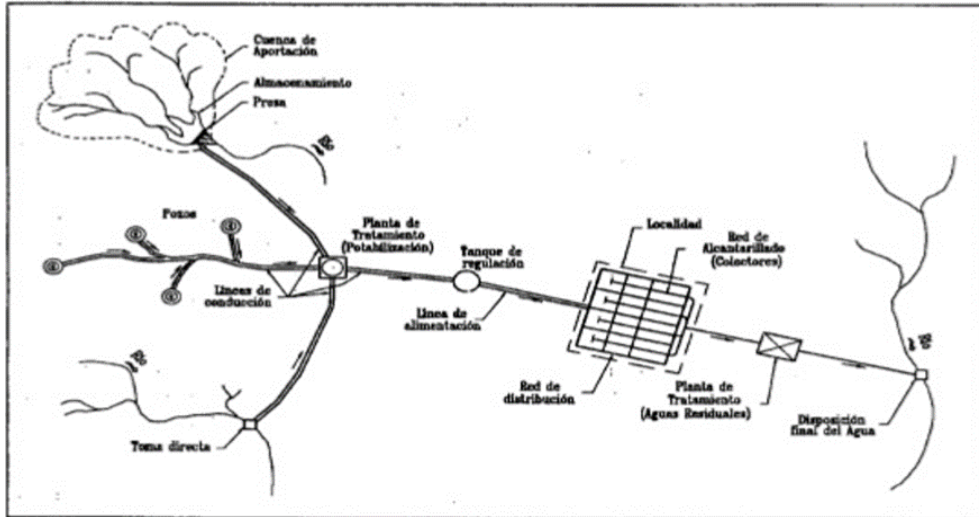 Cuenca de
Aportación
Almacenamiento
Presa
Río
Pozos
Planta de
Tratamiento
(Potabilización)
Líneas de
conducción
Tanque de
regulación
Línea de
alimentación
Localidad
Red de
Alcantarillado
(Colectores)
Red de
distribución
Planta de
Tratamiento
(Aguas Residuales)
Río
Disposición
final del Agua
Río
Toma directa